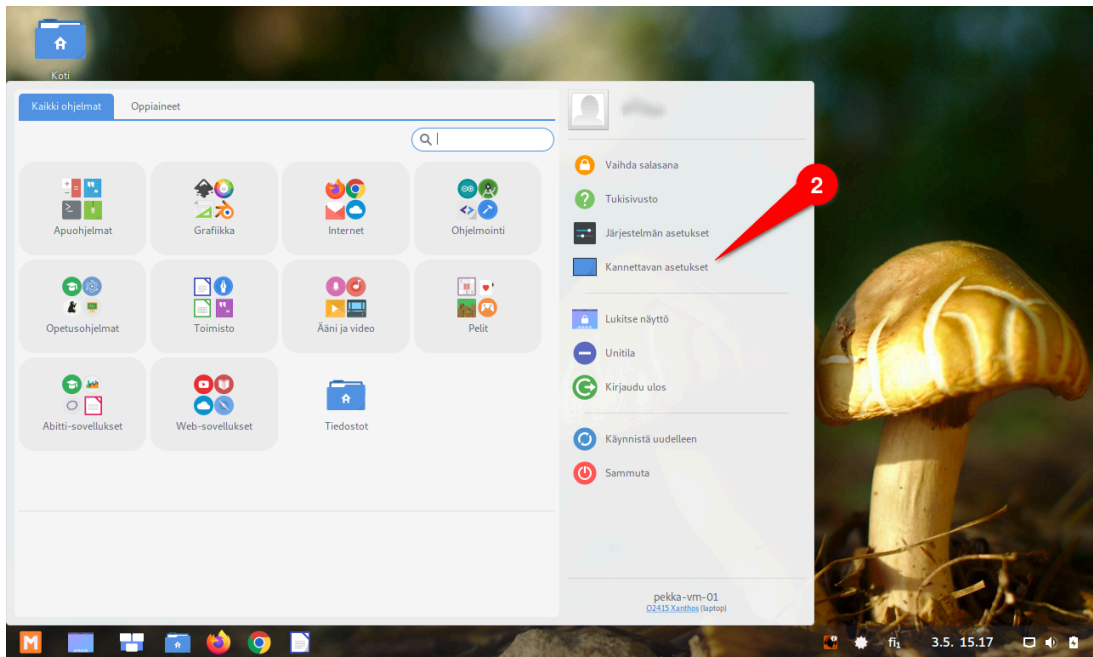 Koti
Kaikki ohjelmat
Oppiaineet
Apuohjelmat
Grafiikka
Internet
Ohjelmointi
Opetusohjelmat
Toimisto
Ääni ja video
Pelit
Abitti-sovellukset
Web-sovellukset
Tiedostot
Vaihda salasana
2
Tukisivusto
Järjestelmän asetukset
Kannettavan asetukset
Lukitse näyttö
Unitila
Kirjaudu ulos
Käynnistä uudelleen
Sammuta
pekka-vm-01
O2415 Xanthos (laptop)
M
fi₁
3.5. 15.17